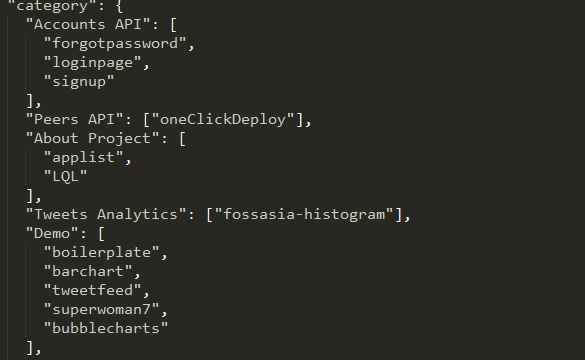 "category": {
"Accounts API": [
"forgotpassword",
"loginpage",
"signup"
],
"Peers API": ["oneClickDeploy"],
"About Project": [
"applist",
"LQL"
],
"Tweets Analytics": ["fossasia-histogram"],
"Demo": [
"boilerplate",
"barchart",
"tweetfeed",
"superwoman7",
"bubblecharts"
],